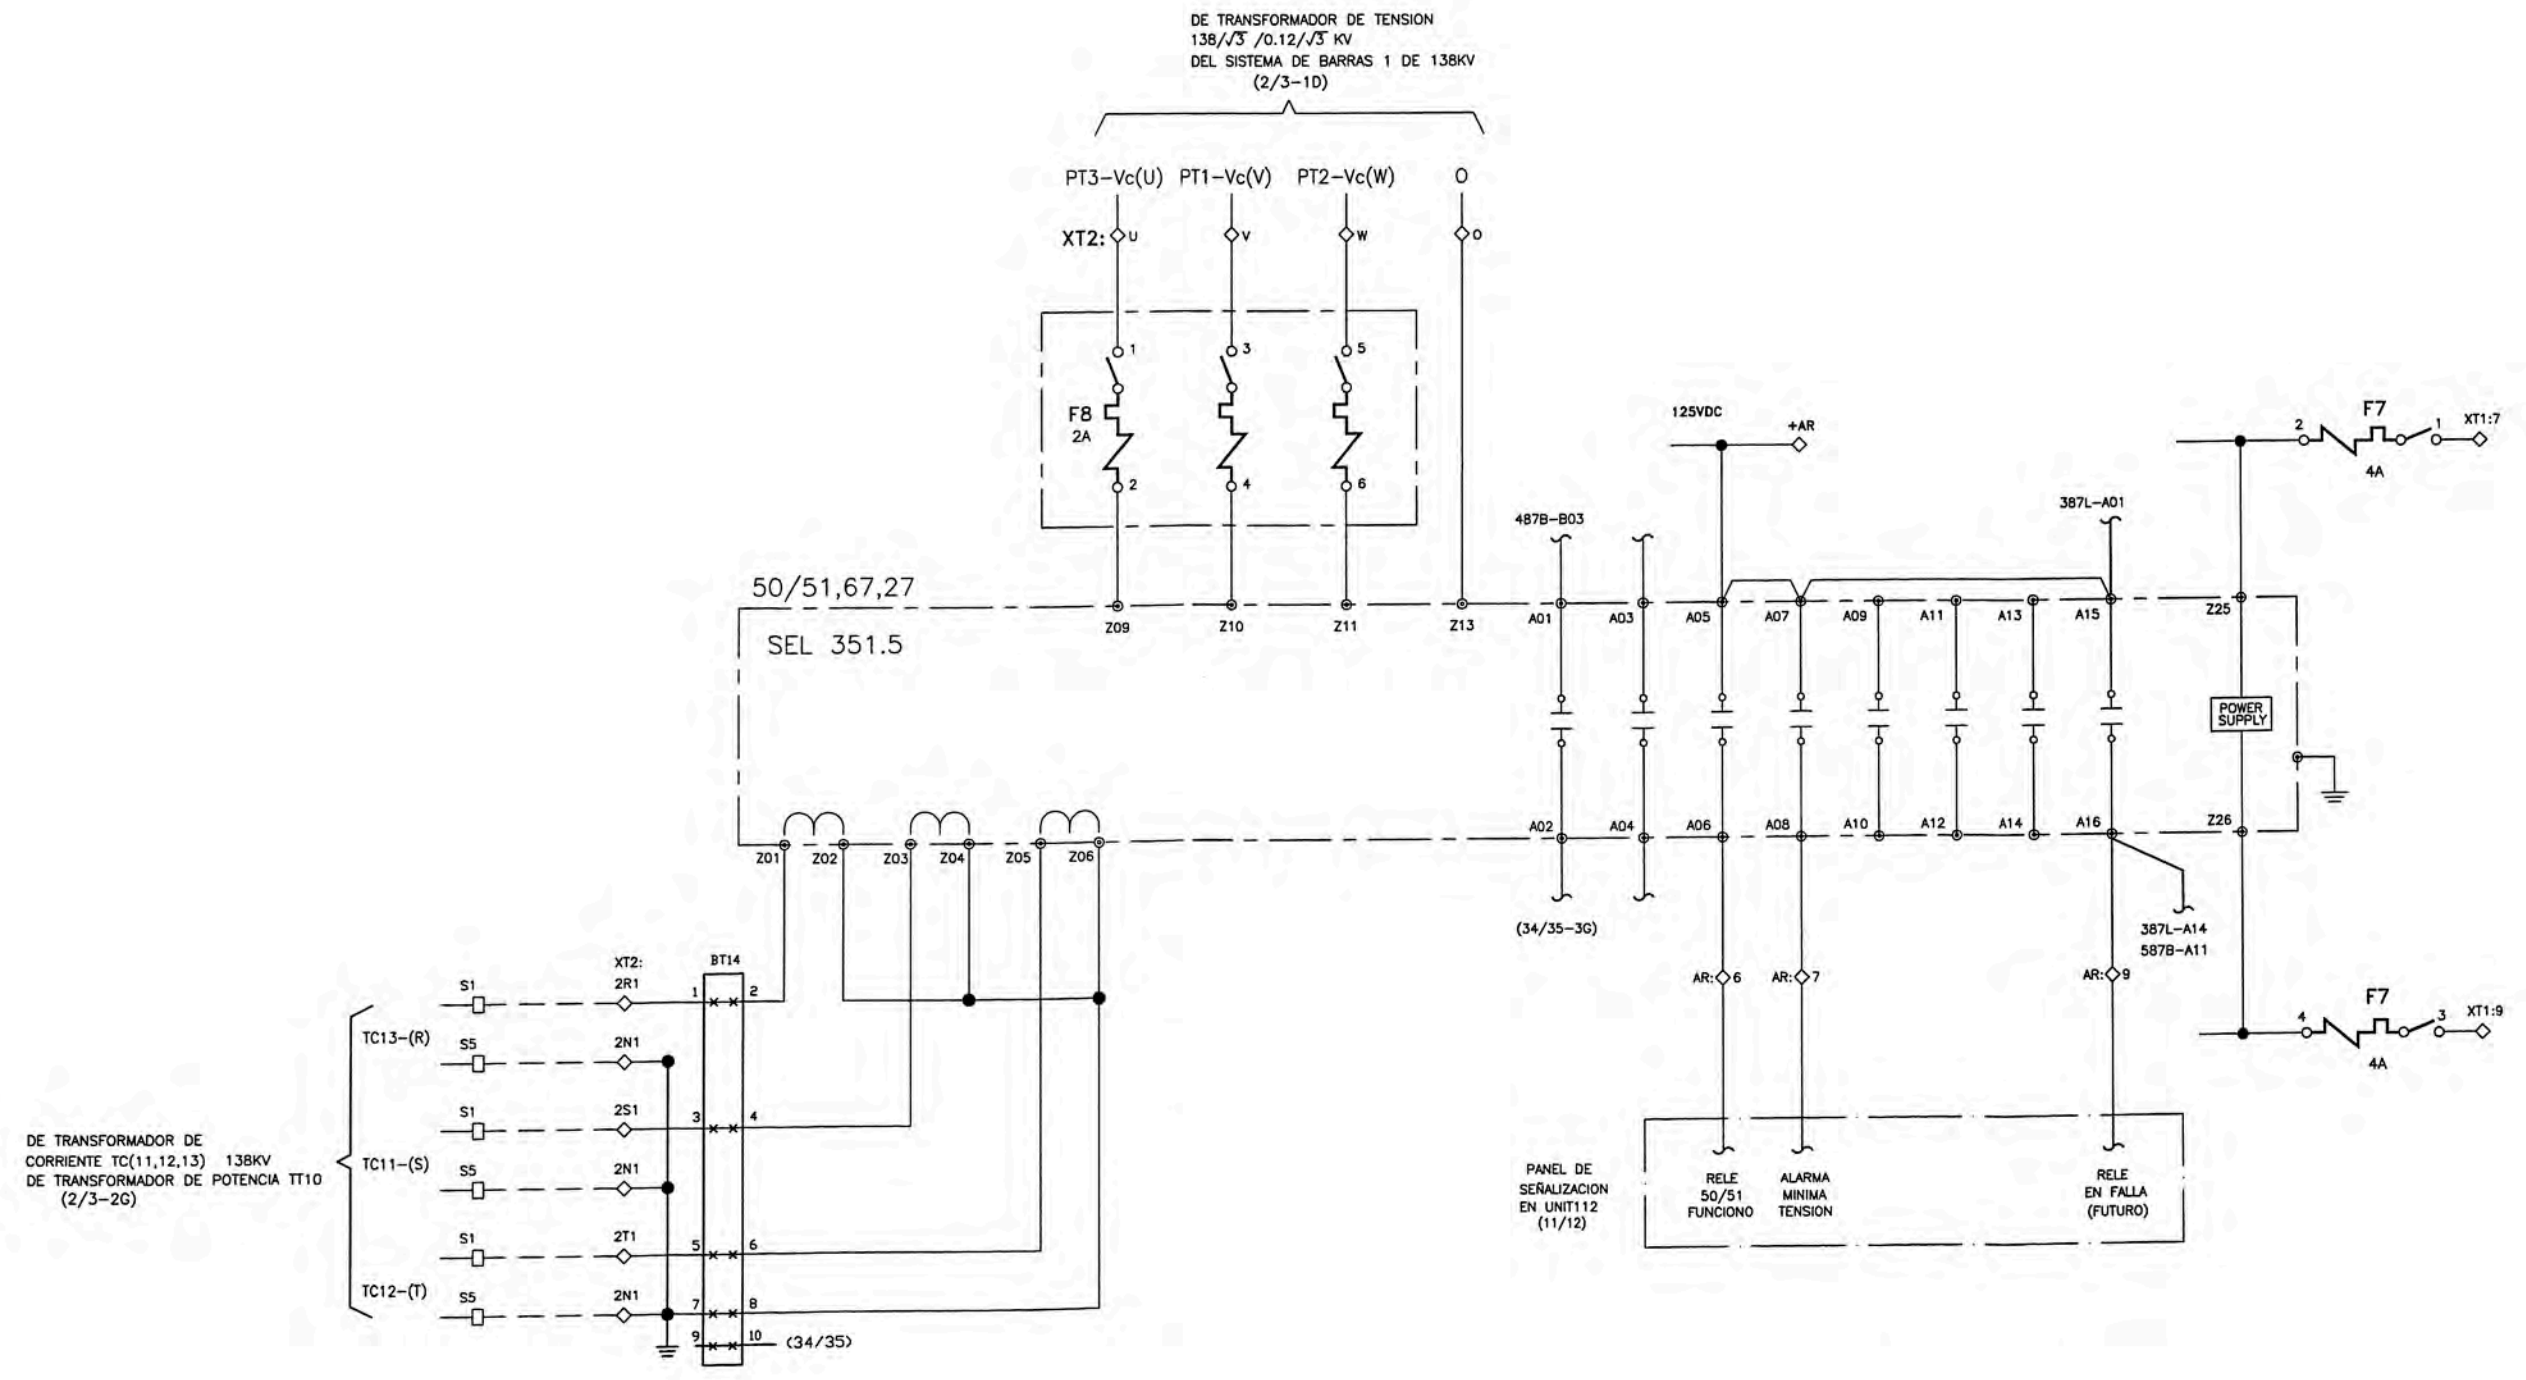 DE TRANSFORMADOR DE TENSION
138/√3 /0.12/√3 KV
DEL SISTEMA DE BARRAS 1 DE 138KV
(2/3-1D)
PT3-Vc(U) PT1-Vc(V) PT2-Vc(W) O
XT2: U V W O
1 3 5
F8
2A
2 4 6
125VDC
+AR
F7
2 1 XT1:7
4A
487B-B03
387L-A01
50/51,67,27
SEL 351.5
Z09 Z10 Z11 Z13 A01 A03 A05 A07 A09 A11 A13 A15 Z25
POWER
SUPPLY
A02 A04 A06 A08 A10 A12 A14 A16 Z26
Z01 Z02 Z03 Z04 Z05 Z06
(34/35-3G)
387L-A14
587B-A11
AR: 6 AR: 7 AR: 9
F7
4 3 XT1:9
4A
XT2: BT14
S1 2R1 1 2
TC13-(R)
S5 2N1
S1 2S1 3 4
TC11-(S)
S5 2N1
S1 2T1 5 6
TC12-(T)
S5 2N1 7 8
9 10 (34/35)
DE TRANSFORMADOR DE
CORRIENTE TC(11,12,13) 138KV
DE TRANSFORMADOR DE POTENCIA TT10
(2/3-2G)
PANEL DE
SEÑALIZACION
EN UNIT112
(11/12)
RELE
50/51
FUNCIONO
ALARMA
MINIMA
TENSION
RELE
EN FALLA
(FUTURO)